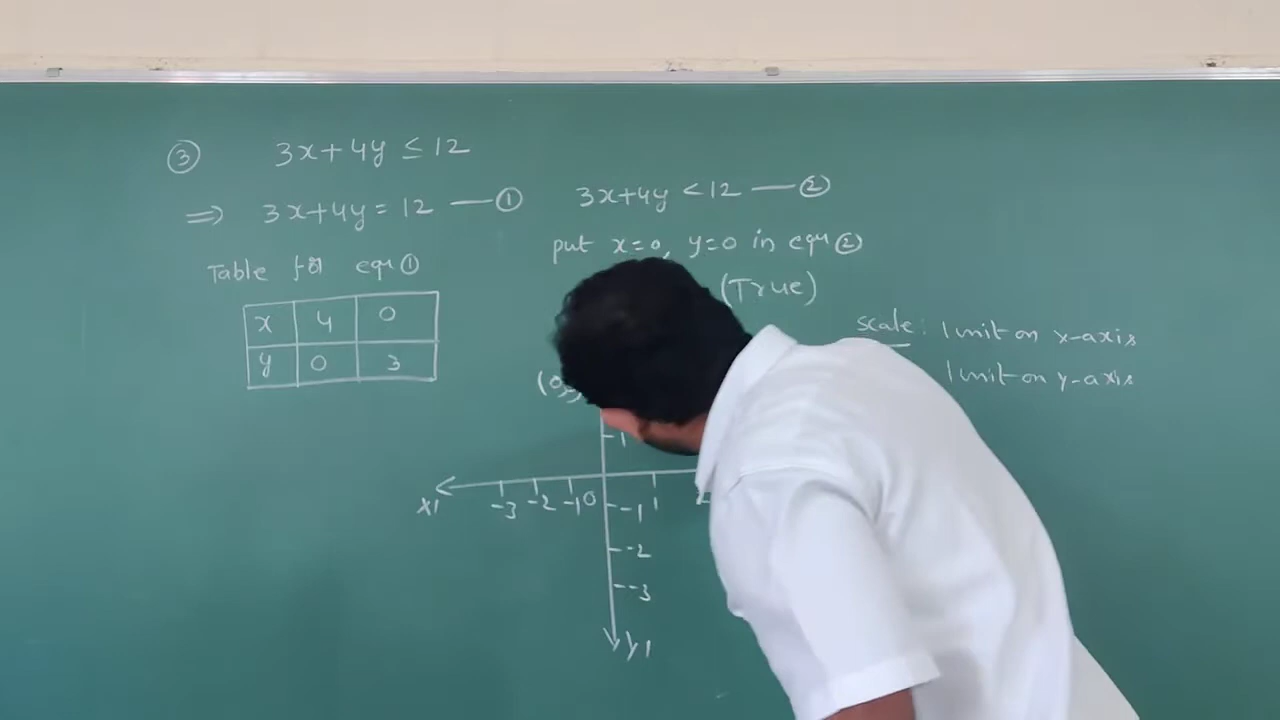 ③ 3x+4y ≤ 12
⇒ 3x+4y = 12 — ①
Table for eqn ①
x 4 0
y 0 3
3x+4y < 12 — ②
put x=0, y=0 in eqn ②
(True)
scale: 1 unit on x-axis
1 unit on y-axis
(0,
1
x1 -3 -2 -1 0 1
-1
-2
-3
y1